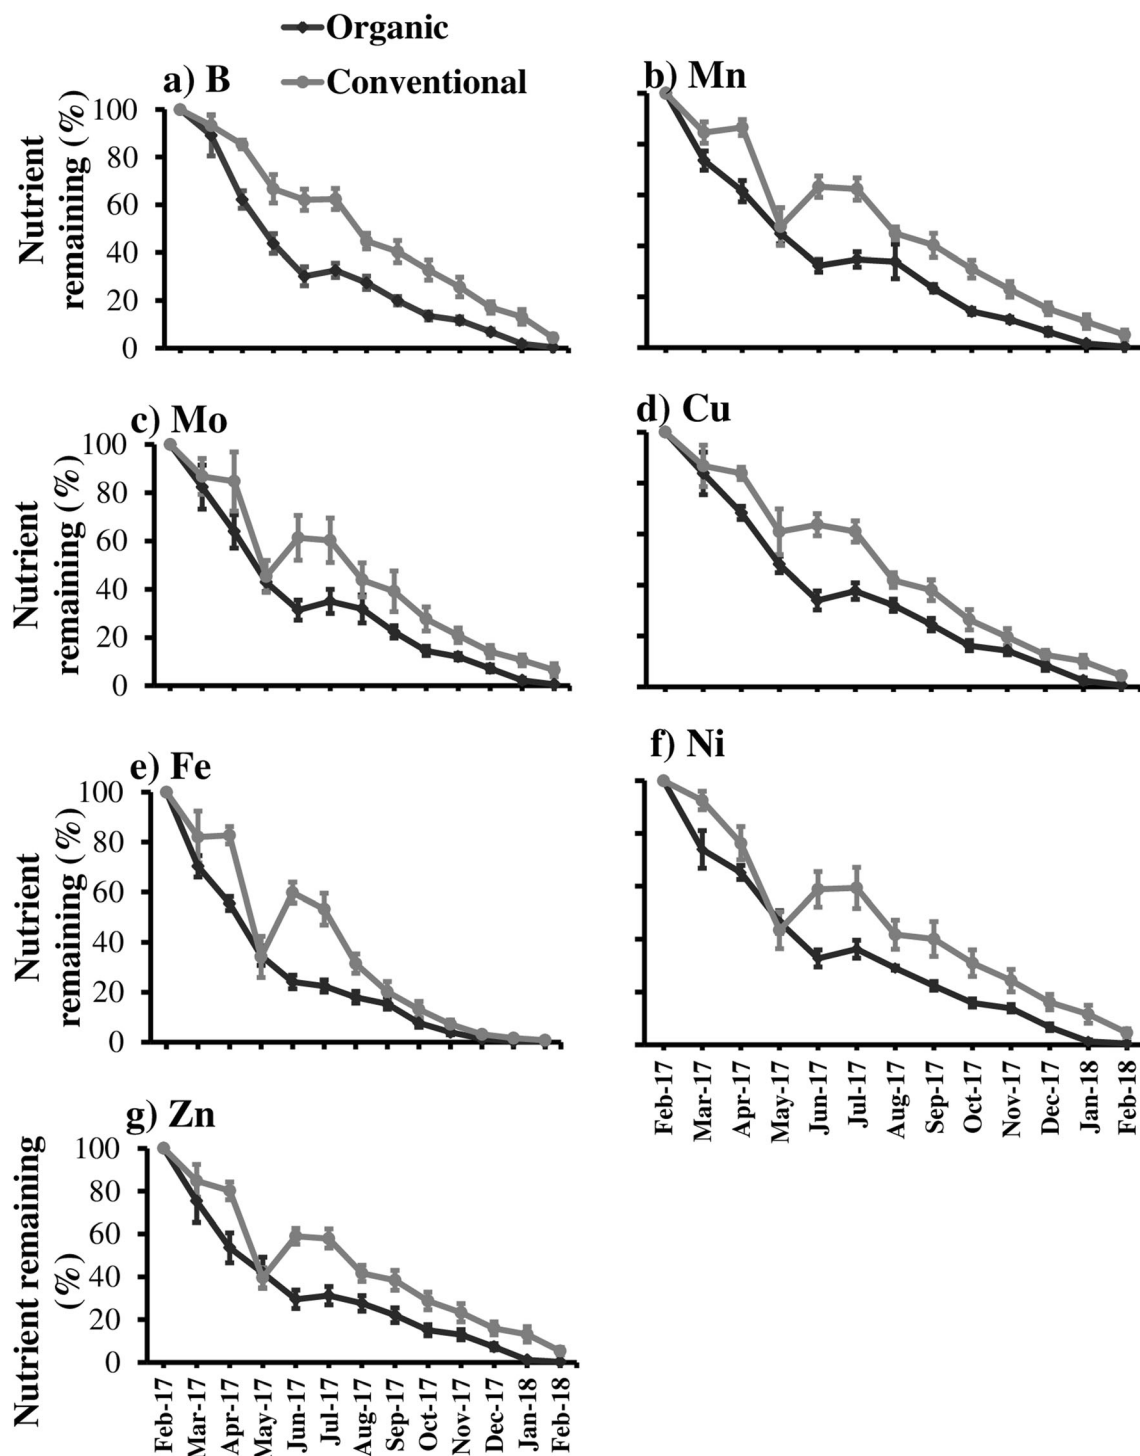 Organic
Conventional
a) B
b) Mn
Nutrient
remaining (%)
100
80
60
40
20
0
c) Mo
d) Cu
Nutrient
remaining (%)
100
80
60
40
20
0
e) Fe
f) Ni
Nutrient
remaining (%)
100
80
60
40
20
0
Feb-17
Mar-17
Apr-17
May-17
Jun-17
Jul-17
Aug-17
Sep-17
Oct-17
Nov-17
Dec-17
Jan-18
Feb-18
g) Zn
Nutrient remaining
(%)
100
80
60
40
20
0
Feb-17
Mar-17
Apr-17
May-17
Jun-17
Jul-17
Aug-17
Sep-17
Oct-17
Nov-17
Dec-17
Jan-18
Feb-18